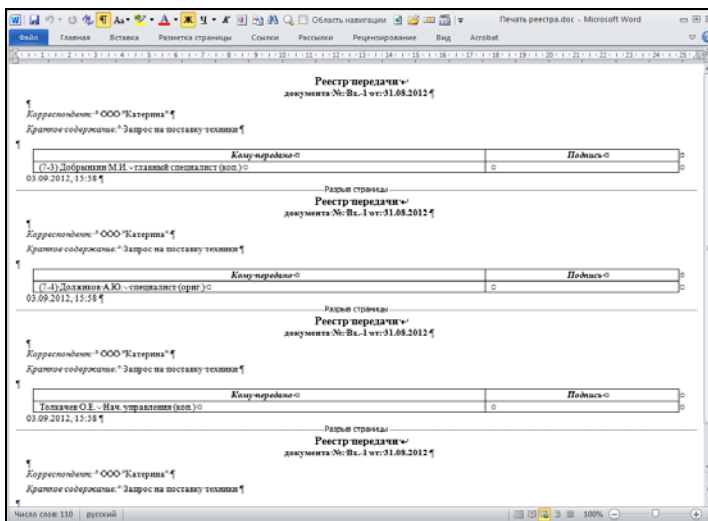 Печать реестра.doc - Microsoft Word
Область навигации
Файл Главная Вставка Разметка страницы Ссылки Рассылки Рецензирование Вид Acrobat
Реестр передачи
документа № Вх.-1 от 31.08.2012
Корреспондент: ООО "Катерина"
Краткое содержание: Запрос на поставку техники
Кому передано Подпись
(7-3) Добрынкин М.И. - главный специалист (коп.)
03.09.2012, 15:58
Разрыв страницы
Реестр передачи
документа № Вх.-1 от 31.08.2012
Корреспондент: ООО "Катерина"
Краткое содержание: Запрос на поставку техники
Кому передано Подпись
(7-4) Должиков А.Ю. - специалист (ориг.)
03.09.2012, 15:58
Разрыв страницы
Реестр передачи
документа № Вх.-1 от 31.08.2012
Корреспондент: ООО "Катерина"
Краткое содержание: Запрос на поставку техники
Кому передано Подпись
Толкачев О.Е. - Нач. управления (коп.)
03.09.2012, 15:58
Разрыв страницы
Реестр передачи
документа № Вх.-1 от 31.08.2012
Корреспондент: ООО "Катерина"
Краткое содержание: Запрос на поставку техники
Число слов: 110 русский 100%